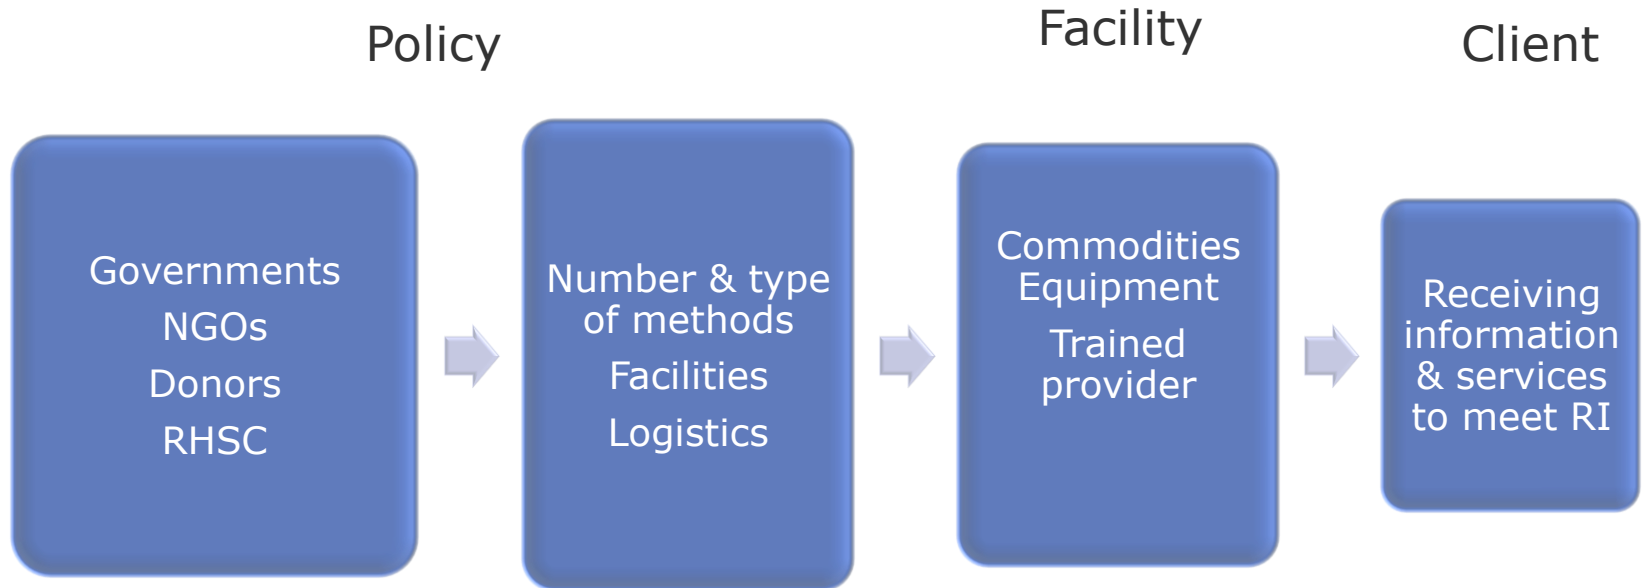 Policy
Facility
Client
Governments
NGOs
Donors
RHSC
Number & type
of methods
Facilities
Logistics
Commodities
Equipment
Trained
provider
Receiving
information
& services
to meet RI